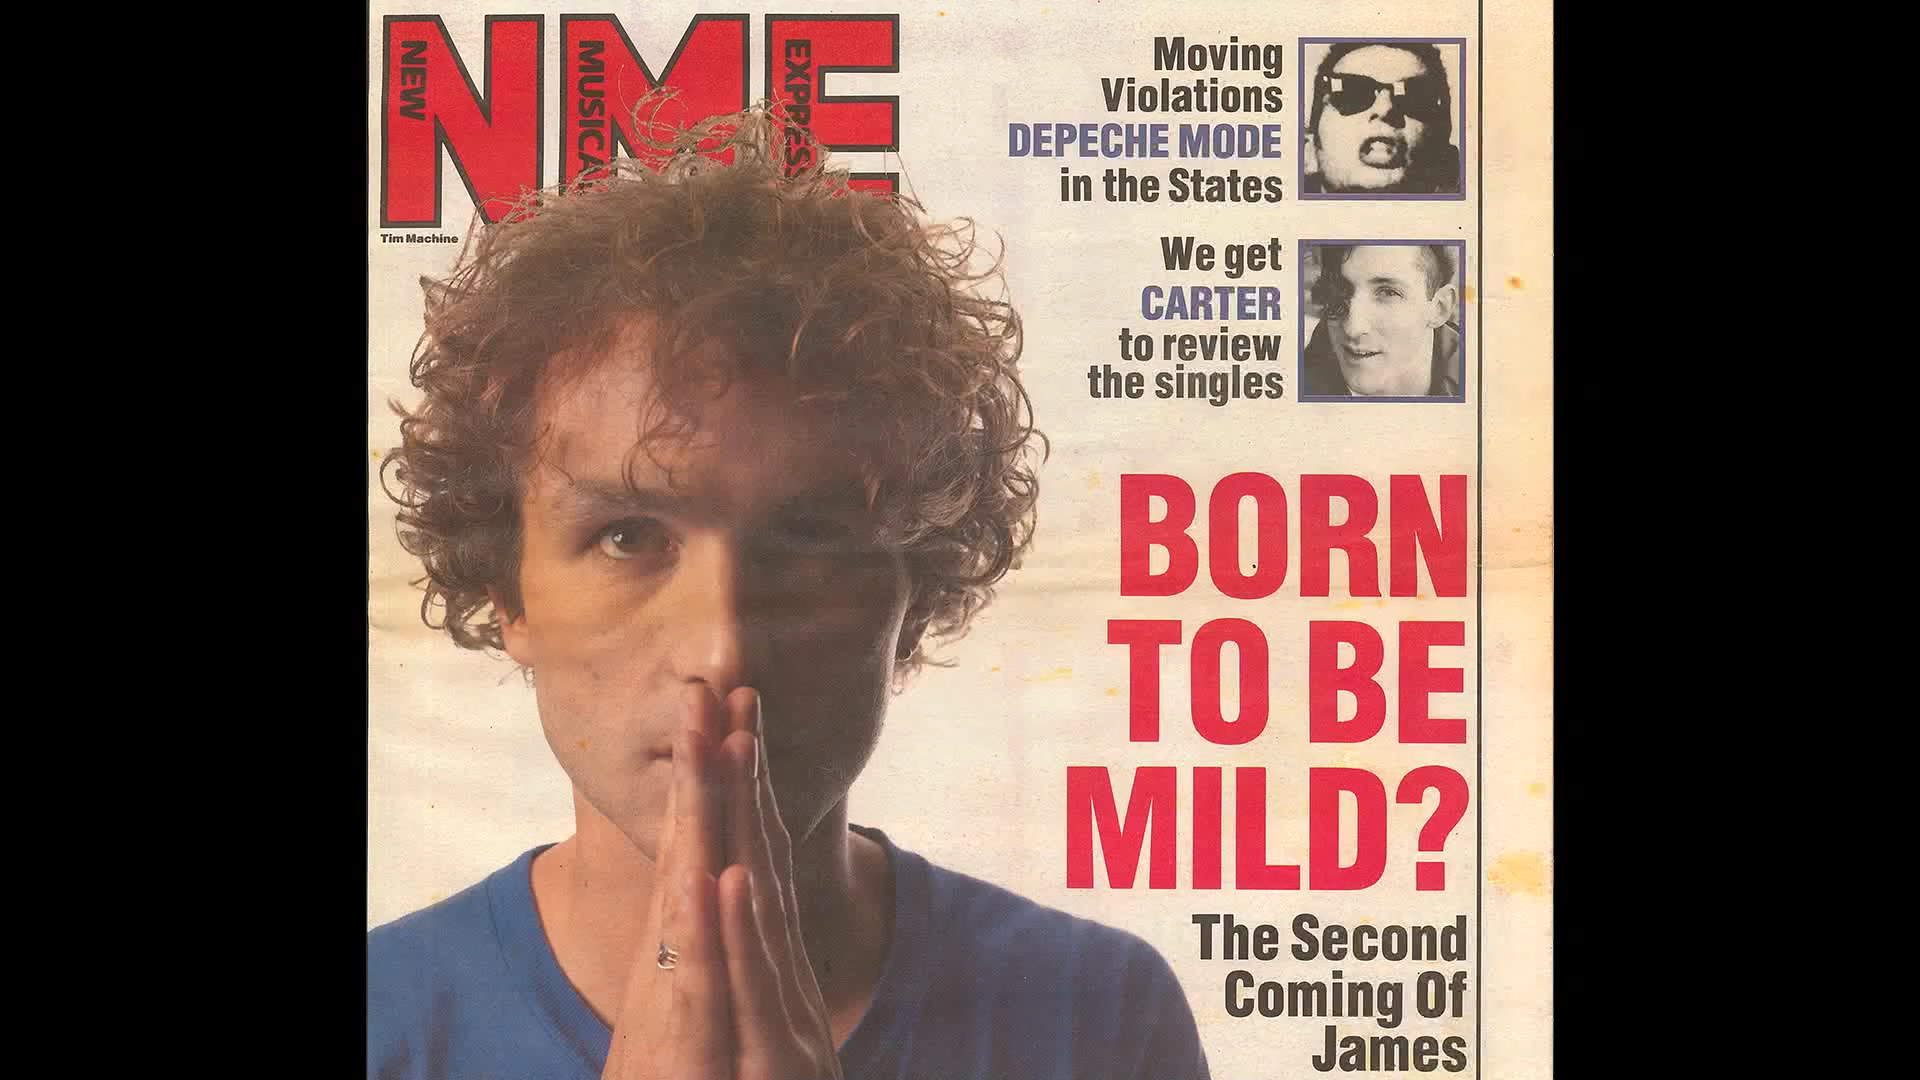 NME
NEW
MUSICA
EXPRESS
Tim Machine
Moving
Violations
DEPECHE MODE
in the States
We get
CARTER
to review
the singles
BORN
TO BE
MILD?
The Second
Coming Of
James